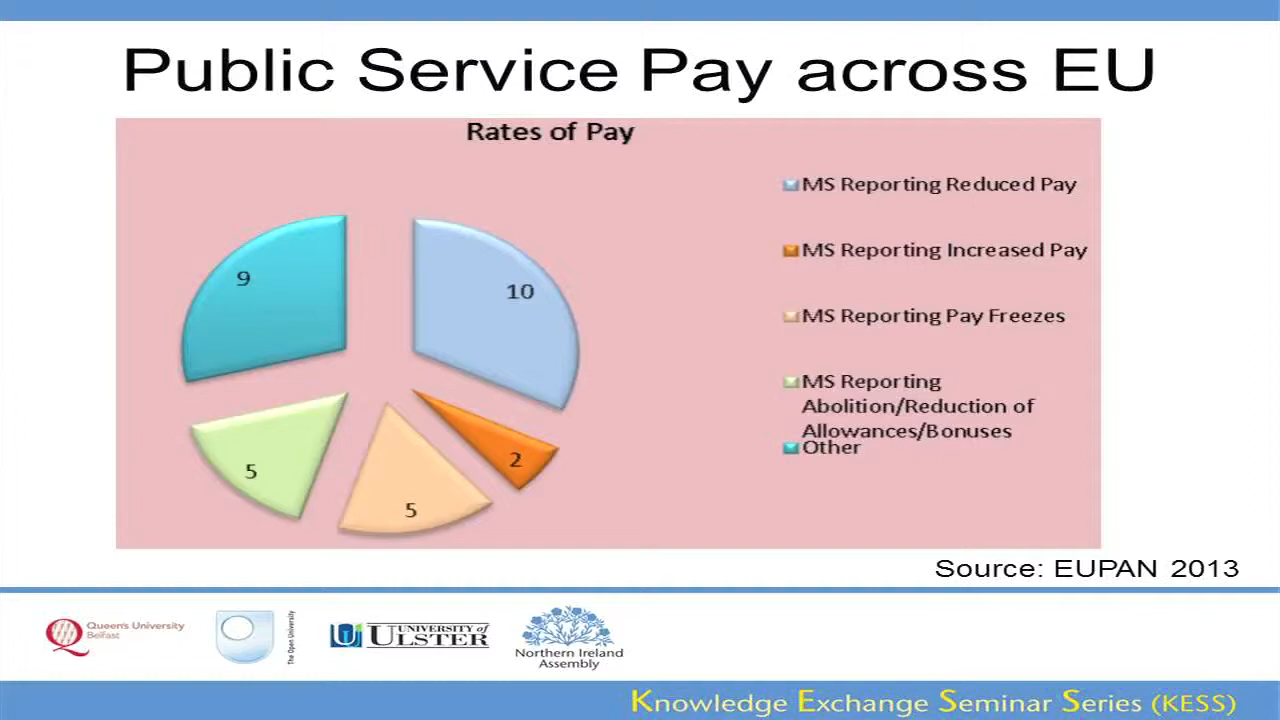 Public Service Pay across EU
Rates of Pay
MS Reporting Reduced Pay
MS Reporting Increased Pay
MS Reporting Pay Freezes
MS Reporting
Abolition/Reduction of
Allowances/Bonuses
Other
9
10
5
5
2
Source: EUPAN 2013
Queen's University
Belfast
The Open University
UNIVERSITY of
ULSTER
Northern Ireland
Assembly
Knowledge Exchange Seminar Series (KESS)